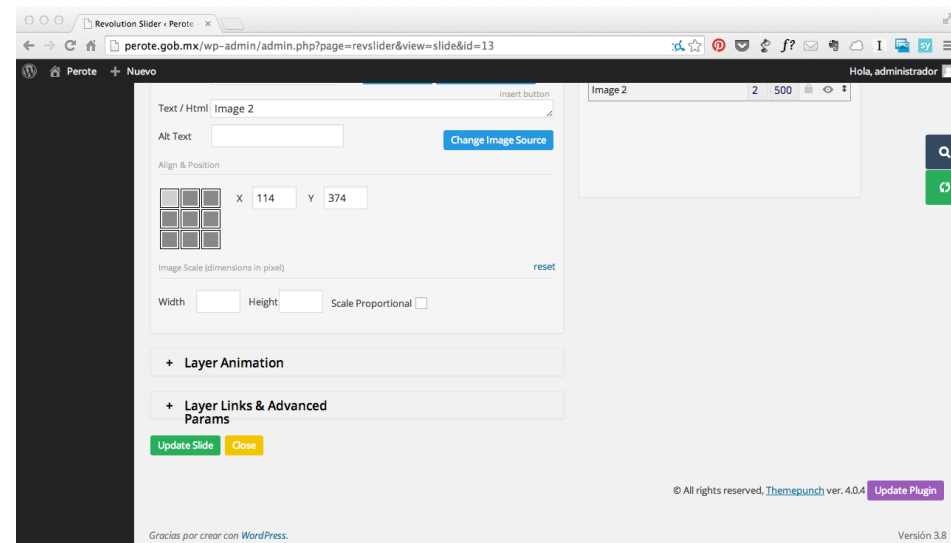 Revolution Slider ‹ Perote
perote.gob.mx/wp-admin/admin.php?page=revslider&view=slide&id=13
f?
I
sy
Perote + Nuevo Hola, administrador
insert button
Text / Html Image 2
Image 2 2 500
Alt Text
Change Image Source
Align & Position
X 114 Y 374
Image Scale (dimensions in pixel) reset
Width Height Scale Proportional
+ Layer Animation
+ Layer Links & Advanced
Params
Update Slide Close
© All rights reserved, Themepunch ver. 4.0.4 Update Plugin
Gracias por crear con WordPress. Versión 3.8